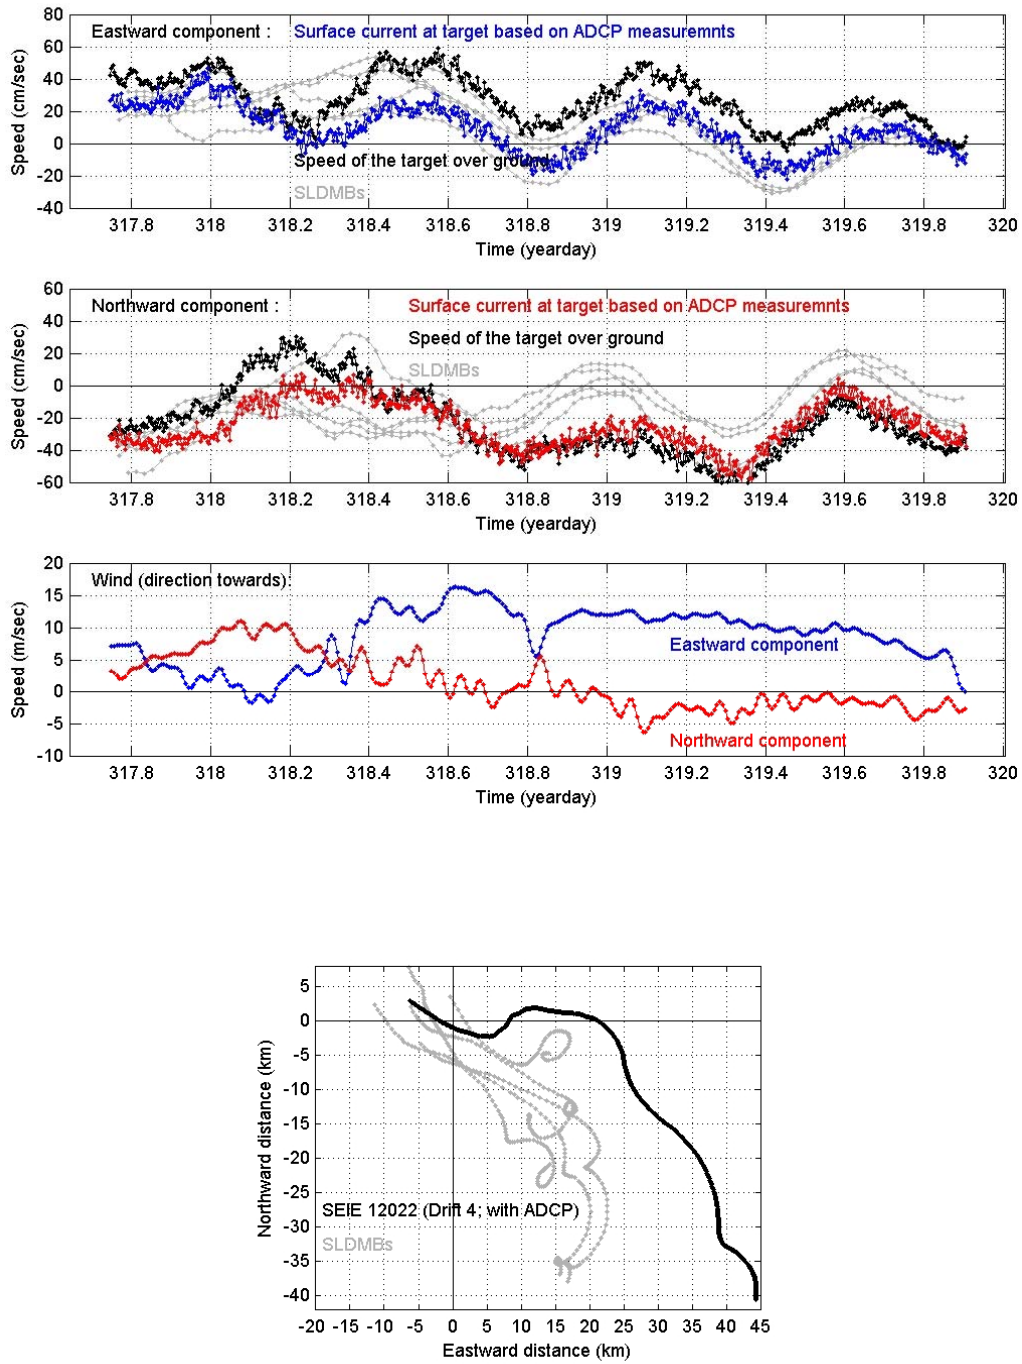 Eastward component : Surface current at target based on ADCP measuremnts
Speed of the target over ground
SLDMBs
60
40
20
0
-20
-40
Speed (cm/sec)
317.8 318 318.2 318.4 318.6 318.8 319 319.2 319.4 319.6 319.8 320
Time (yearday)
Northward component : Surface current at target based on ADCP measuremnts
Speed of the target over ground
SLDMBs
60
40
20
0
-20
-40
-60
Speed (cm/sec)
317.8 318 318.2 318.4 318.6 318.8 319 319.2 319.4 319.6 319.8 320
Time (yearday)
Wind (direction towards):
Eastward component
Northward component
20
15
10
5
0
-5
-10
Speed (m/sec)
317.8 318 318.2 318.4 318.6 318.8 319 319.2 319.4 319.6 319.8 320
Time (yearday)
5
0
-5
-10
-15
-20
-25
-30
-35
-40
Northward distance (km)
SEIE 12022 (Drift 4; with ADCP)
SLDMBs
-20 -15 -10 -5 0 5 10 15 20 25 30 35 40 45
Eastward distance (km)